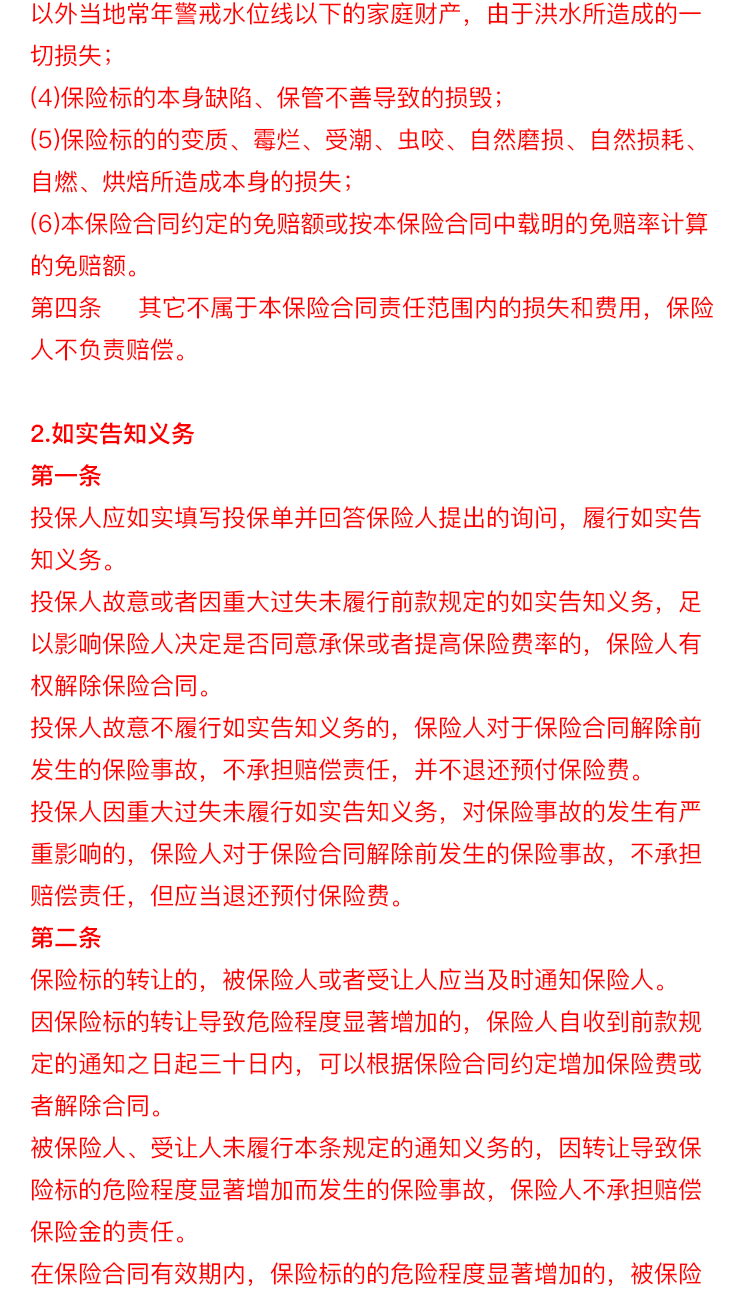 以外当地常年警戒水位线以下的家庭财产，由于洪水所造成的一
切损失；
(4)保险标的本身缺陷、保管不善导致的损毁；
(5)保险标的的变质、霉烂、受潮、虫咬、自然磨损、自然损耗、
自燃、烘焙所造成本身的损失；
(6)本保险合同约定的免赔额或按本保险合同中载明的免赔率计算
的免赔额。
第四条　其它不属于本保险合同责任范围内的损失和费用，保险
人不负责赔偿。
2.如实告知义务
第一条
投保人应如实填写投保单并回答保险人提出的询问，履行如实告
知义务。
投保人故意或者因重大过失未履行前款规定的如实告知义务，足
以影响保险人决定是否同意承保或者提高保险费率的，保险人有
权解除保险合同。
投保人故意不履行如实告知义务的，保险人对于保险合同解除前
发生的保险事故，不承担赔偿责任，并不退还预付保险费。
投保人因重大过失未履行如实告知义务，对保险事故的发生有严
重影响的，保险人对于保险合同解除前发生的保险事故，不承担
赔偿责任，但应当退还预付保险费。
第二条
保险标的转让的，被保险人或者受让人应当及时通知保险人。
因保险标的转让导致危险程度显著增加的，保险人自收到前款规
定的通知之日起三十日内，可以根据保险合同约定增加保险费或
者解除合同。
被保险人、受让人未履行本条规定的通知义务的，因转让导致保
险标的危险程度显著增加而发生的保险事故，保险人不承担赔偿
保险金的责任。
在保险合同有效期内，保险标的的危险程度显著增加的，被保险